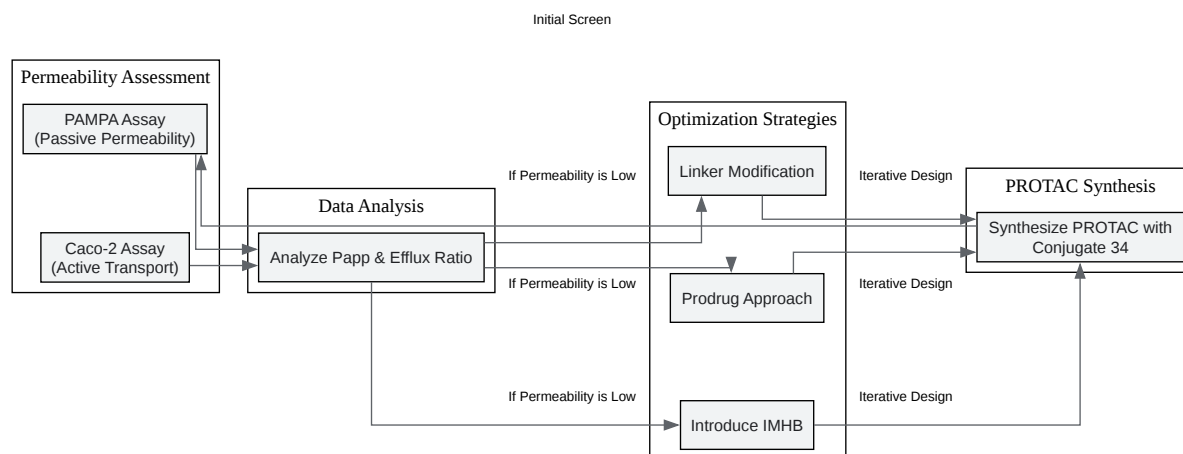 Initial Screen
Permeability Assessment
PAMPA Assay
(Passive Permeability)
Caco-2 Assay
(Active Transport)
Data Analysis
Analyze Papp & Efflux Ratio
If Permeability is Low
If Permeability is Low
If Permeability is Low
Optimization Strategies
Linker Modification
Prodrug Approach
Introduce IMHB
Iterative Design
Iterative Design
Iterative Design
PROTAC Synthesis
Synthesize PROTAC with
Conjugate 34